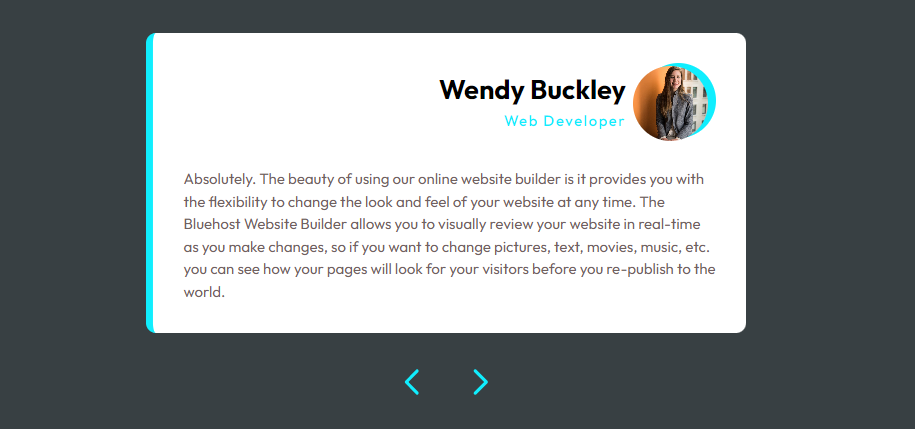 Wendy Buckley
Web Developer
Absolutely. The beauty of using our online website builder is it provides you with
the flexibility to change the look and feel of your website at any time. The
Bluehost Website Builder allows you to visually review your website in real-time
as you make changes, so if you want to change pictures, text, movies, music, etc.
you can see how your pages will look for your visitors before you re-publish to the
world.